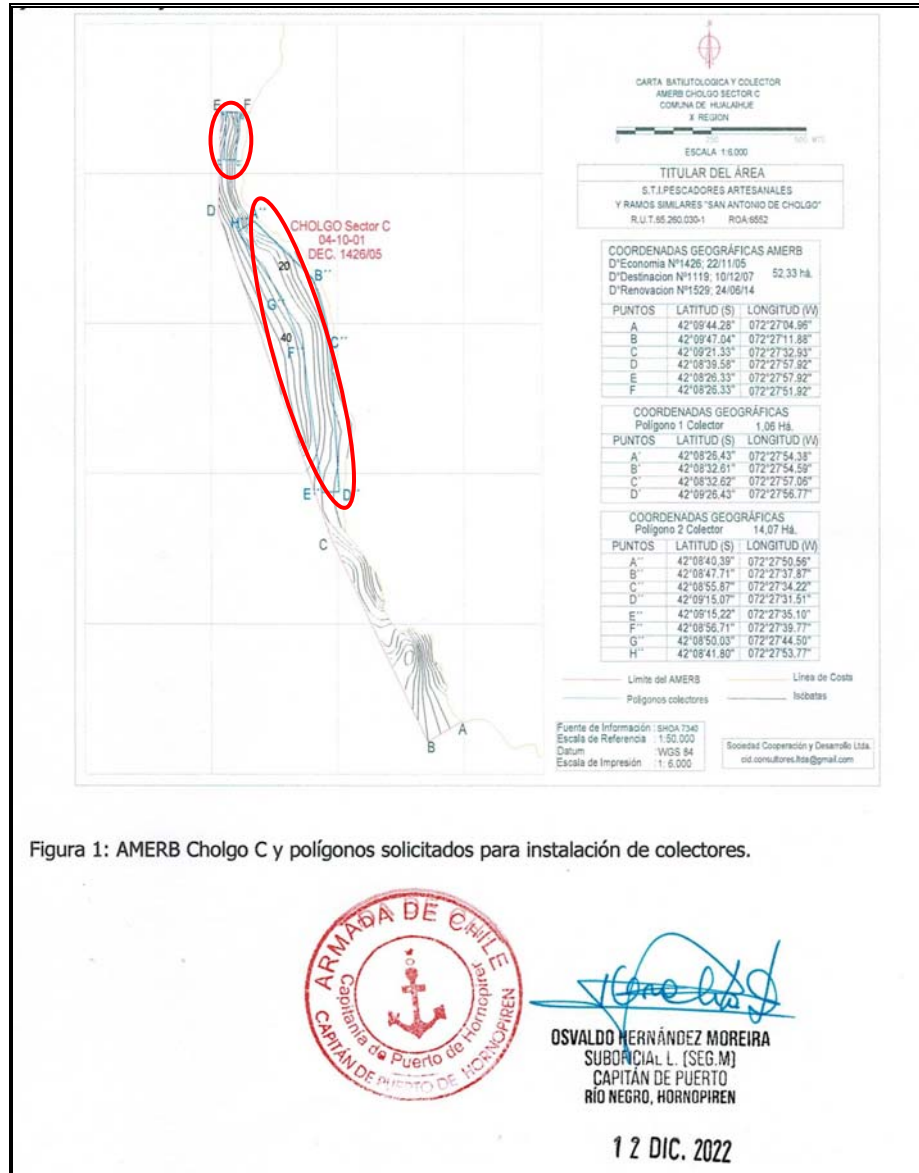 CARTA BATILITOLOGICA Y COLECTOR
AMERB CHOLGO SECTOR C
COMUNA DE HUALAIHUE
X REGION
0 250 500 MTS
ESCALA 1:6.000
TITULAR DEL ÁREA
S.T.I.PESCADORES ARTESANALES
Y RAMOS SIMILARES "SAN ANTONIO DE CHOLGO"
R.U.T.65.260.030-1 ROA:6552
COORDENADAS GEOGRÁFICAS AMERB
D°Economia N°1426; 22/11/05
D°Destinacion N°1119; 10/12/07 52,33 há.
D°Renovacion N°1529; 24/06/14
PUNTOS LATITUD (S) LONGITUD (W)
A 42°09'44.28" 072°27'04.96"
B 42°09'47.04" 072°27'11.88"
C 42°09'21.33" 072°27'32.93"
D 42°08'39.58" 072°27'57.92"
E 42°08'26.33" 072°27'57.92"
F 42°08'26.33" 072°27'51.92"
COORDENADAS GEOGRÁFICAS
Polígono 1 Colector 1,06 Há.
PUNTOS LATITUD (S) LONGITUD (W)
A' 42°08'26,43" 072°27'54,38"
B' 42°08'32.61" 072°27'54.59"
C' 42°08'32.62" 072°27'57.06"
D' 42°09'26,43" 072°27'56.77"
COORDENADAS GEOGRÁFICAS
Polígono 2 Colector 14,07 Há.
PUNTOS LATITUD (S) LONGITUD (W)
A'' 42°08'40,39" 072°27'50,56"
B'' 42°08'47.71" 072°27'37,87"
C'' 42°08'55,87" 072°27'34.22"
D'' 42°09'15,07" 072°27'31.51"
E'' 42°09'15,22" 072°27'35.10"
F'' 42°08'56,71" 072°27'39.77"
G'' 42°08'50,03" 072°27'44,50"
H'' 42°08'41,80" 072°27'53.77"
Limite del AMERB Linea de Costa
Poligonos colectores Isóbatas
Fuente de Información : SHOA 7340
Escala de Referencia : 1:50.000
Datum :WGS 84
Escala de Impresión : 1: 6.000
Sociedad Cooperación y Desarrollo Ltda.
cid.consultores.ltda@gmail.com
E F
D
H'' A''
CHOLGO Sector C
04-10-01
DEC. 1426/05
20
B''
G''
40
F''
C''
E'' D''
C
A
B
Figura 1: AMERB Cholgo C y polígonos solicitados para instalación de colectores.
ARMADA DE CHILE
Capitanía de Puerto de Hornopiren
CAPITÁN DE PUERTO DE HORNOPIREN
OSVALDO HERNÁNDEZ MOREIRA
SUBOFICIAL L. (SEG.M)
CAPITÁN DE PUERTO
RÍO NEGRO, HORNOPIREN
12 DIC. 2022